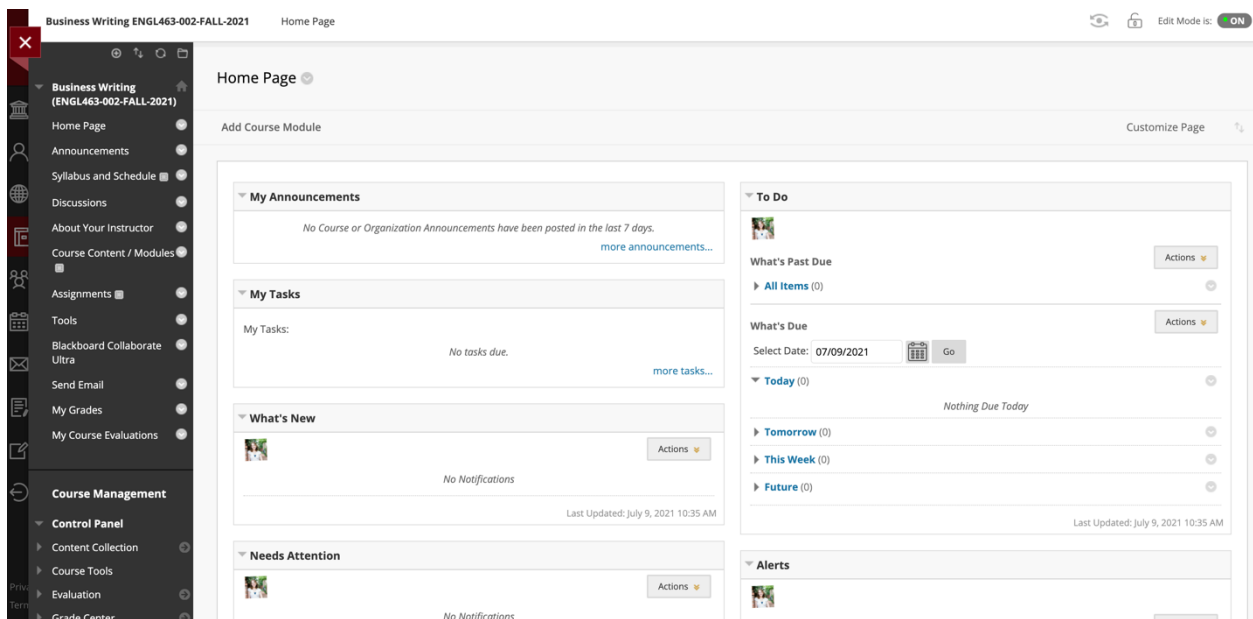 Business Writing ENGL463-002-FALL-2021
Home Page
Edit Mode is:
ON
Business Writing
(ENGL463-002-FALL-2021)
Home Page
Announcements
Syllabus and Schedule
Discussions
About Your Instructor
Course Content / Modules
Assignments
Tools
Blackboard Collaborate
Ultra
Send Email
My Grades
My Course Evaluations
Course Management
Control Panel
Content Collection
Course Tools
Evaluation
Grade Center
Home Page
Add Course Module
Customize Page
My Announcements
No Course or Organization Announcements have been posted in the last 7 days.
more announcements...
My Tasks
My Tasks:
No tasks due.
more tasks...
What's New
Actions
No Notifications
Last Updated: July 9, 2021 10:35 AM
Needs Attention
Actions
No Notifications
To Do
What's Past Due
Actions
All Items (0)
What's Due
Actions
Select Date: 07/09/2021 Go
Today (0)
Nothing Due Today
Tomorrow (0)
This Week (0)
Future (0)
Last Updated: July 9, 2021 10:35 AM
Alerts